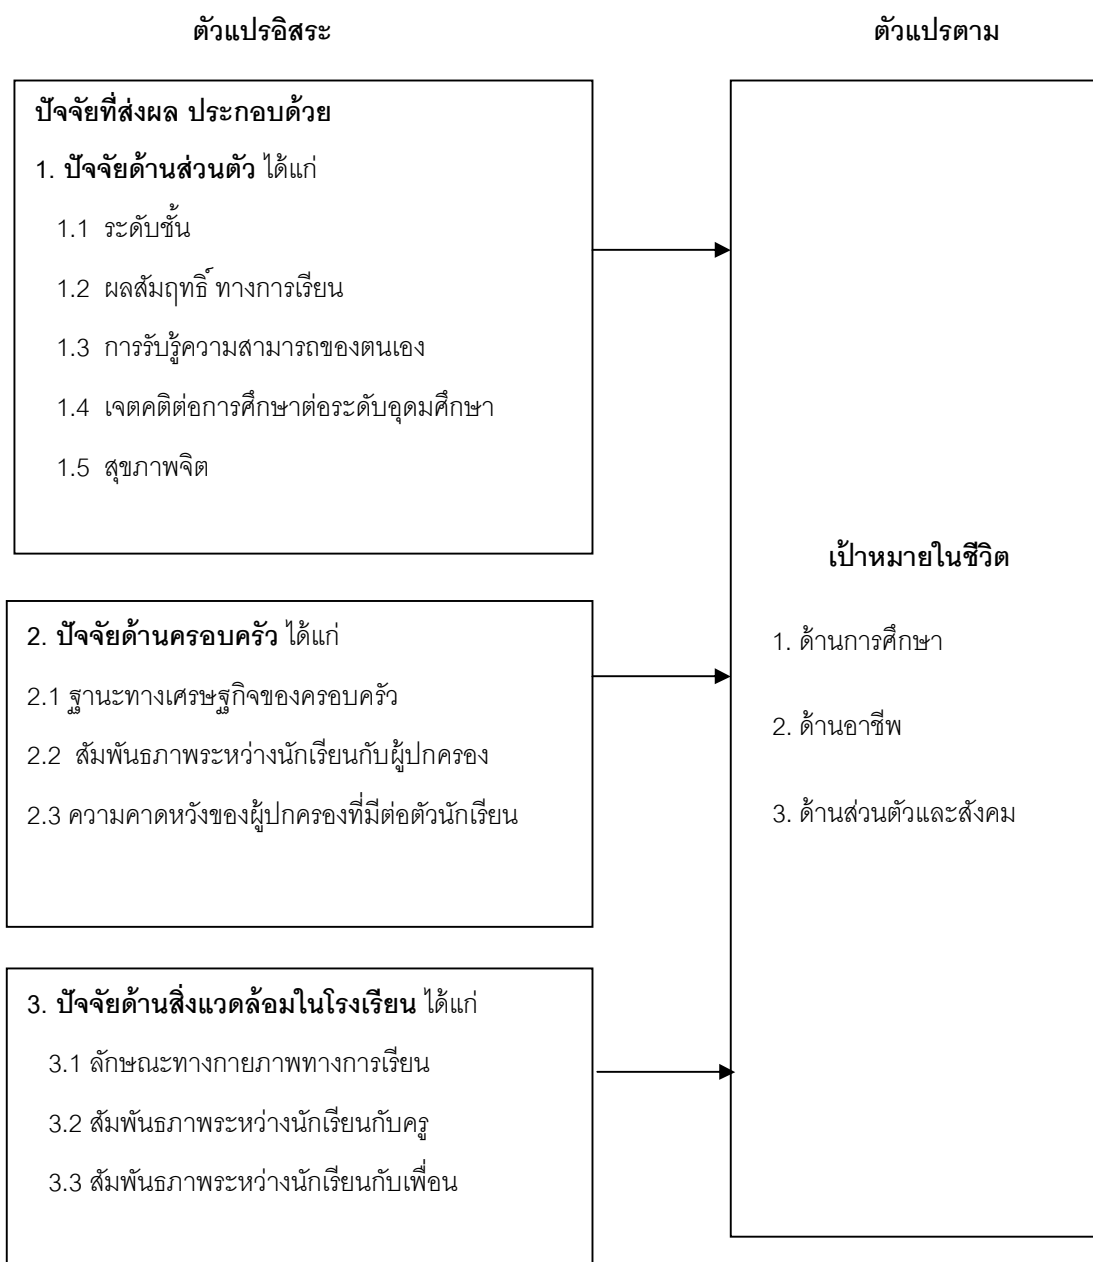 ตัวแปรอิสระ
ตัวแปรตาม
ปัจจัยที่ส่งผล ประกอบด้วย
1. ปัจจัยด้านส่วนตัว ได้แก่
1.1 ระดับชั้น
1.2 ผลสัมฤทธิ์ ทางการเรียน
1.3 การรับรู้ความสามารถของตนเอง
1.4 เจตคติต่อการศึกษาต่อระดับอุดมศึกษา
1.5 สุขภาพจิต
2. ปัจจัยด้านครอบครัว ได้แก่
2.1 ฐานะทางเศรษฐกิจของครอบครัว
2.2 สัมพันธภาพระหว่างนักเรียนกับผู้ปกครอง
2.3 ความคาดหวังของผู้ปกครองที่มีต่อตัวนักเรียน
3. ปัจจัยด้านสิ่งแวดล้อมในโรงเรียน ได้แก่
3.1 ลักษณะทางกายภาพทางการเรียน
3.2 สัมพันธภาพระหว่างนักเรียนกับครู
3.3 สัมพันธภาพระหว่างนักเรียนกับเพื่อน
เป้าหมายในชีวิต
1. ด้านการศึกษา
2. ด้านอาชีพ
3. ด้านส่วนตัวและสังคม